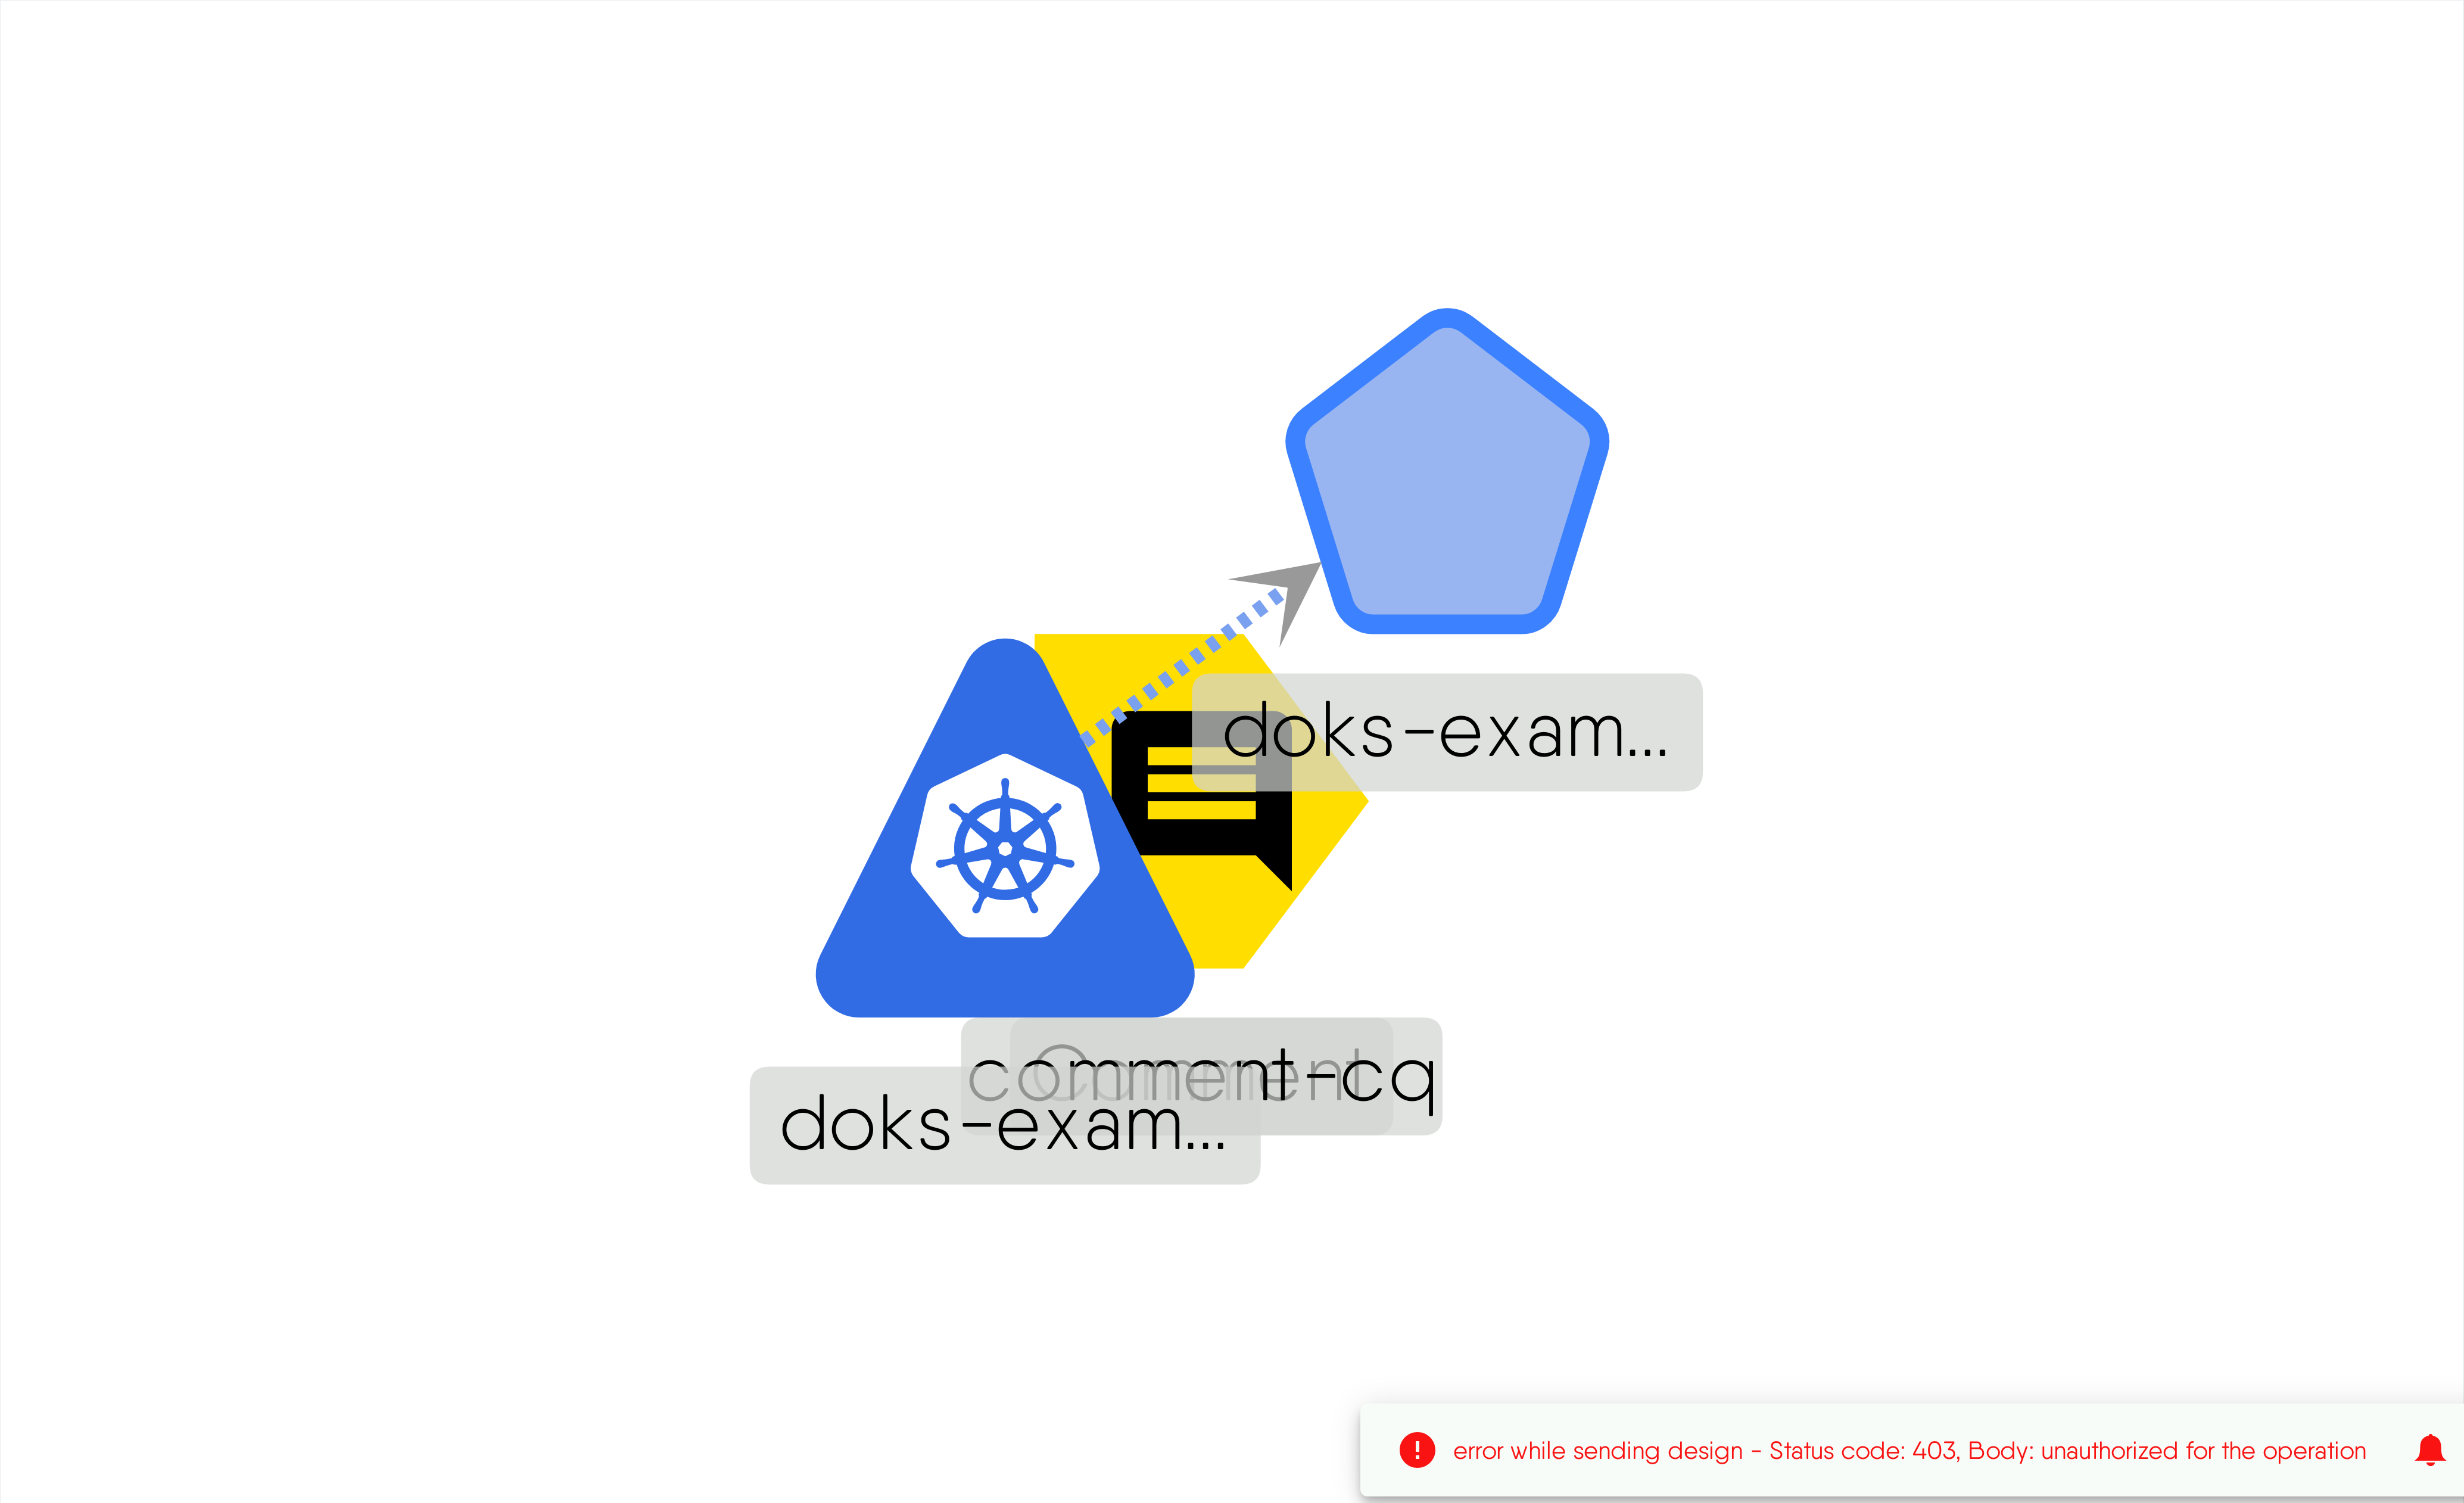 doks-exam...
Comment
comment-cq
doks-exam...
error while sending design - Status code: 403, Body: unauthorized for the operation